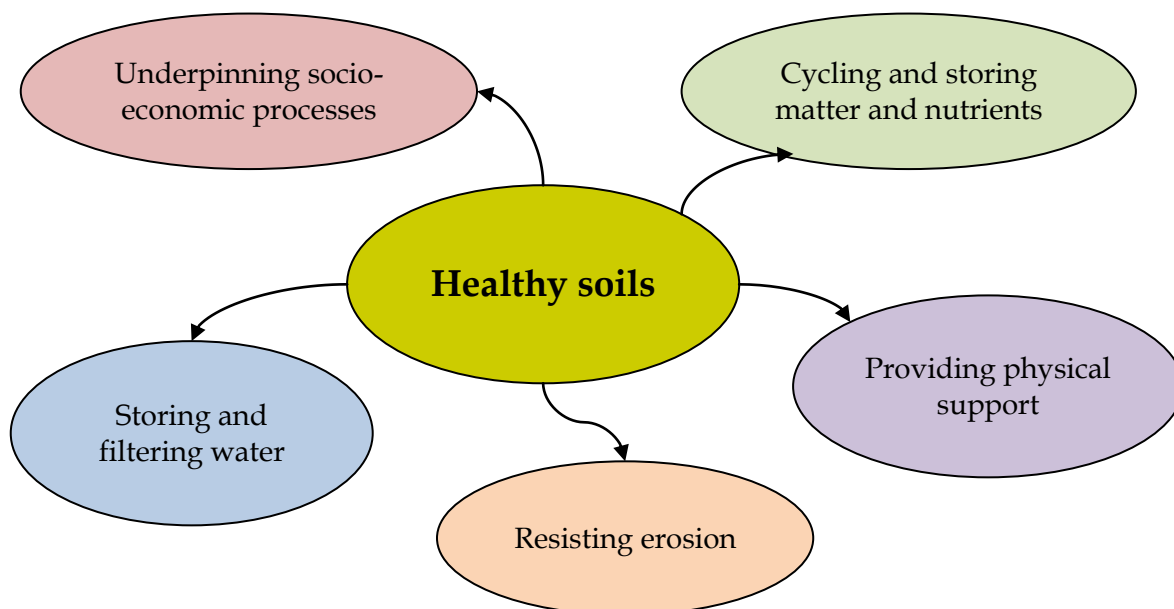 Underpinning socio-
economic processes
Cycling and storing
matter and nutrients
Healthy soils
Providing physical
support
Storing and
filtering water
Resisting erosion